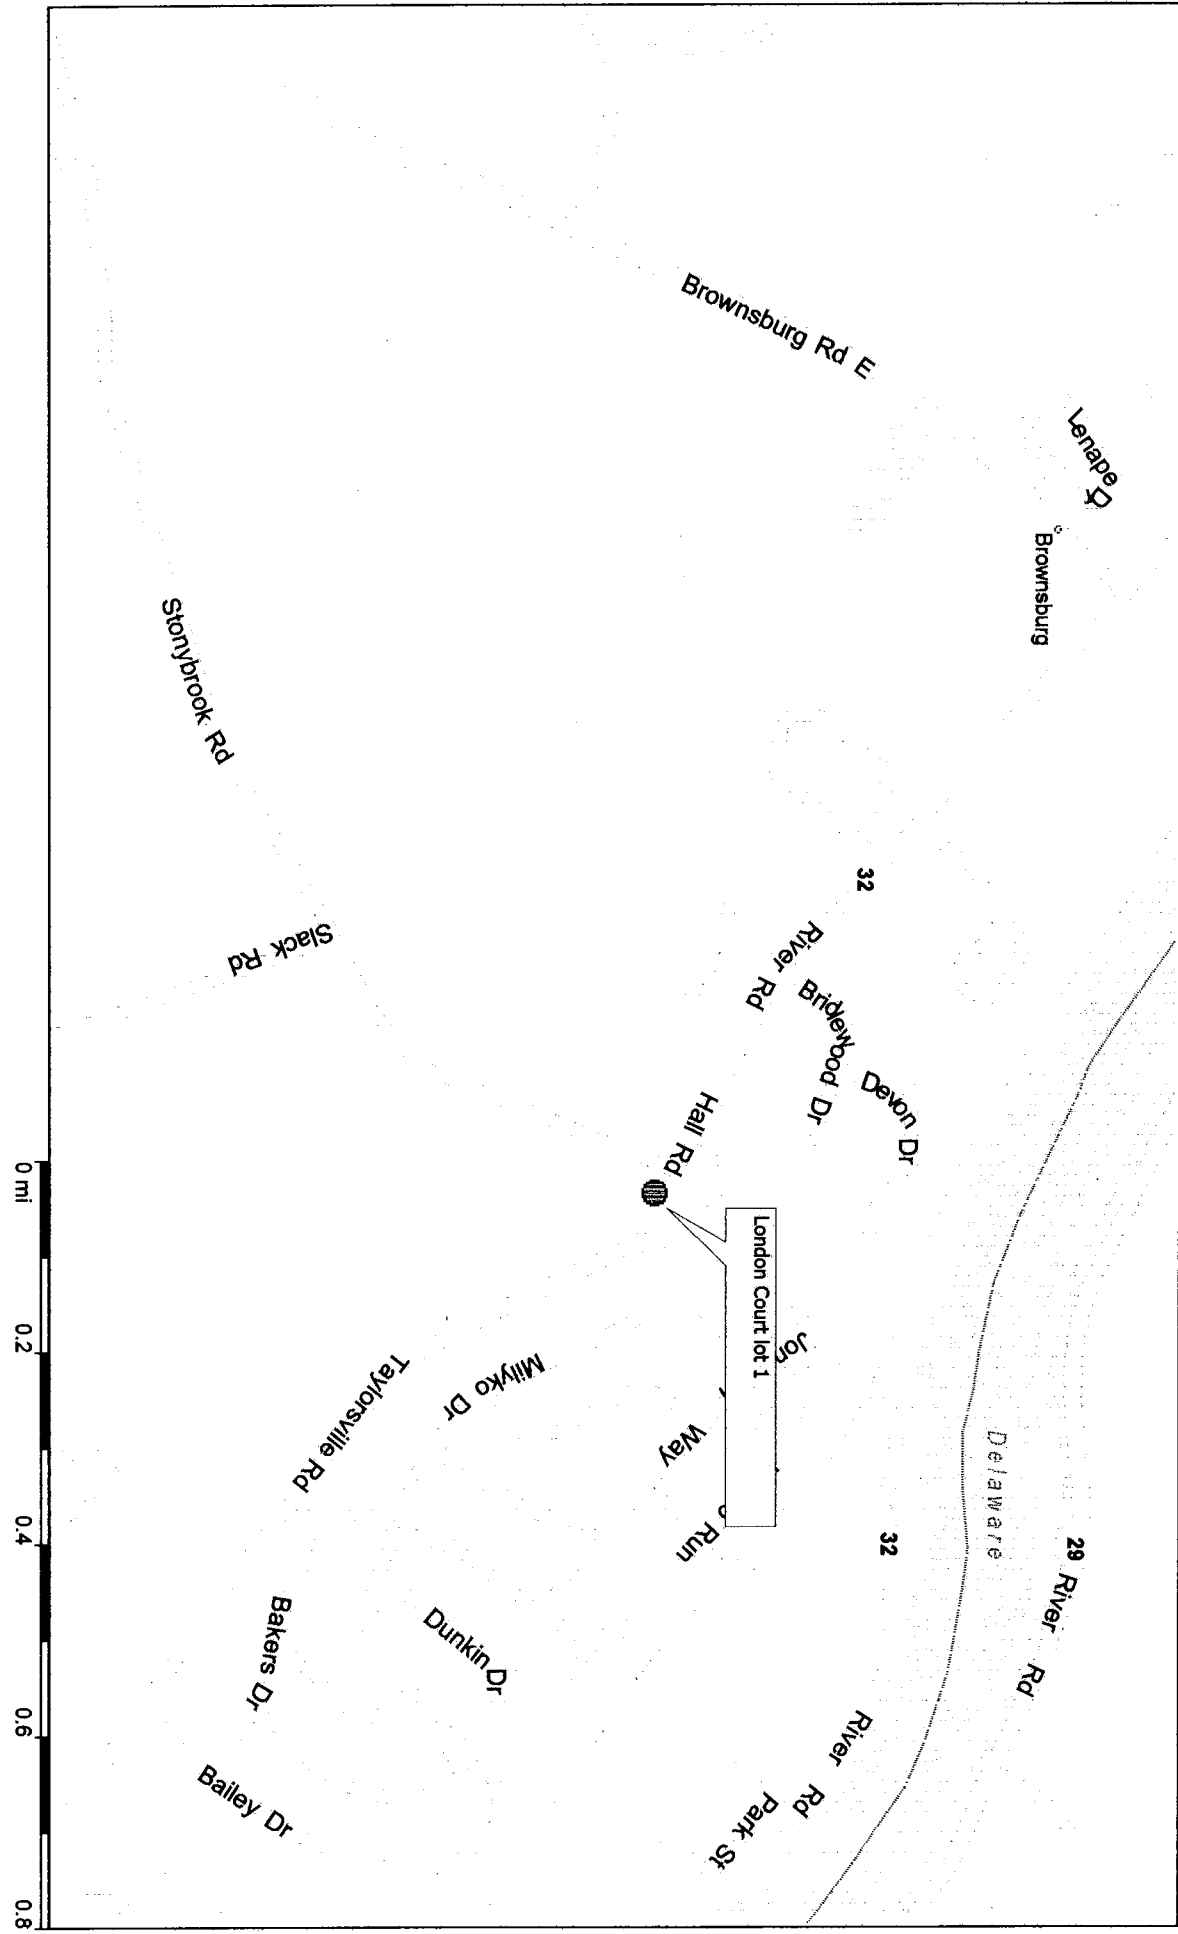 Lenape
Brownsburg
Brownsburg Rd E
Stonybrook Rd
Slack Rd
32
River Rd
Bridlewood Dr
Devon Dr
Hall Rd
London Court lot 1
Jon
Way
Run
Milyko Dr
Taylorsville Rd
Delaware
29
River Rd
32
Dunkin Dr
Bakers Dr
Bailey Dr
River Rd
Park St
0 mi 0.2 0.4 0.6 0.8